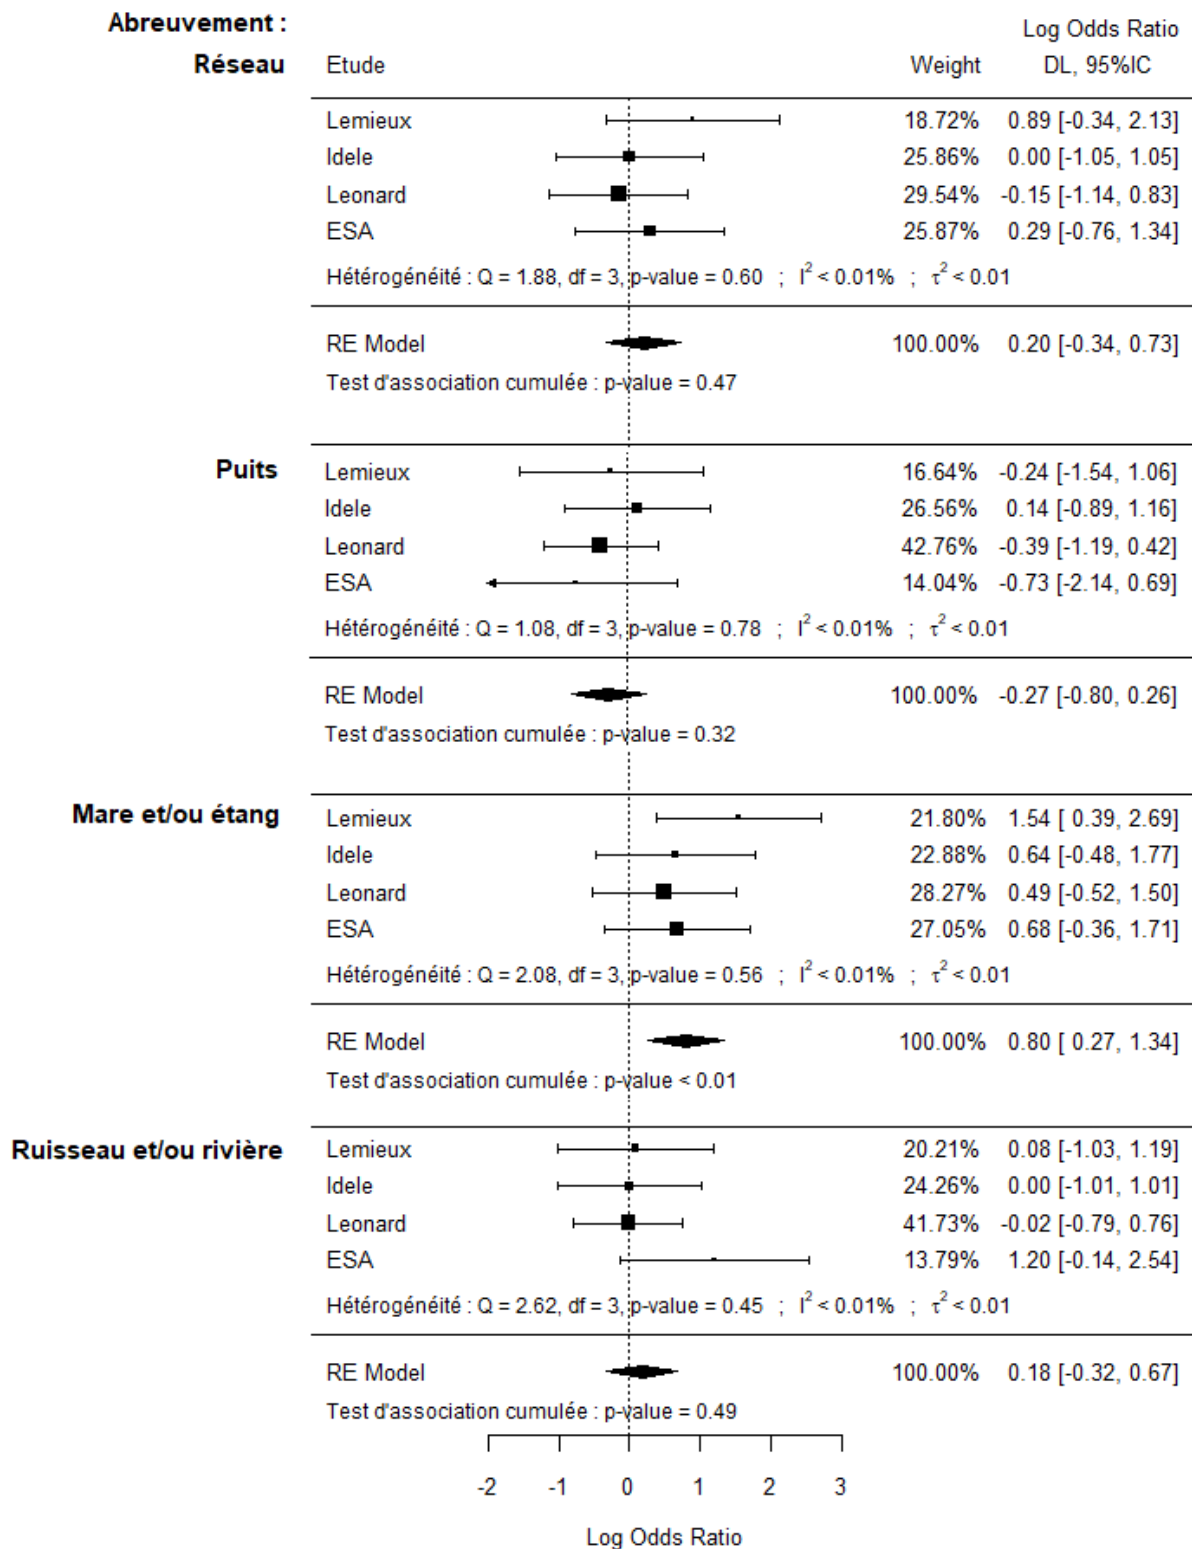 Abreuvement :
Log Odds Ratio
Réseau Etude Weight DL, 95%IC
Lemieux 18.72% 0.89 [-0.34, 2.13]
Idele 25.86% 0.00 [-1.05, 1.05]
Leonard 29.54% -0.15 [-1.14, 0.83]
ESA 25.87% 0.29 [-0.76, 1.34]
Hétérogénéité : Q = 1.88, df = 3, p-value = 0.60 ; I² < 0.01% ; τ² < 0.01
RE Model 100.00% 0.20 [-0.34, 0.73]
Test d'association cumulée : p-value = 0.47
Puits
Lemieux 16.64% -0.24 [-1.54, 1.06]
Idele 26.56% 0.14 [-0.89, 1.16]
Leonard 42.76% -0.39 [-1.19, 0.42]
ESA 14.04% -0.73 [-2.14, 0.69]
Hétérogénéité : Q = 1.08, df = 3, p-value = 0.78 ; I² < 0.01% ; τ² < 0.01
RE Model 100.00% -0.27 [-0.80, 0.26]
Test d'association cumulée : p-value = 0.32
Mare et/ou étang
Lemieux 21.80% 1.54 [ 0.39, 2.69]
Idele 22.88% 0.64 [-0.48, 1.77]
Leonard 28.27% 0.49 [-0.52, 1.50]
ESA 27.05% 0.68 [-0.36, 1.71]
Hétérogénéité : Q = 2.08, df = 3, p-value = 0.56 ; I² < 0.01% ; τ² < 0.01
RE Model 100.00% 0.80 [ 0.27, 1.34]
Test d'association cumulée : p-value < 0.01
Ruisseau et/ou rivière
Lemieux 20.21% 0.08 [-1.03, 1.19]
Idele 24.26% 0.00 [-1.01, 1.01]
Leonard 41.73% -0.02 [-0.79, 0.76]
ESA 13.79% 1.20 [-0.14, 2.54]
Hétérogénéité : Q = 2.62, df = 3, p-value = 0.45 ; I² < 0.01% ; τ² < 0.01
RE Model 100.00% 0.18 [-0.32, 0.67]
Test d'association cumulée : p-value = 0.49
-2 -1 0 1 2 3
Log Odds Ratio